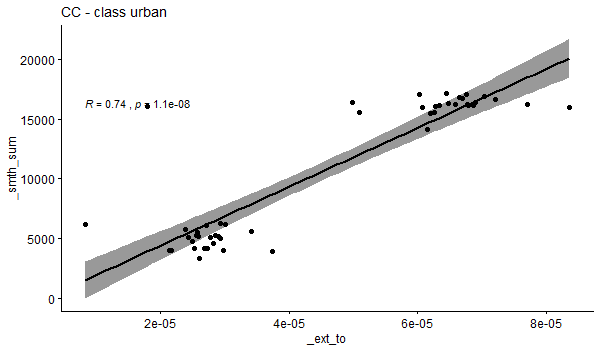 CC - class urban
20000
15000
10000
5000
0
_smth_sum
R = 0.74 , p = 1.1e-08
2e-05 4e-05 6e-05 8e-05
_ext_to